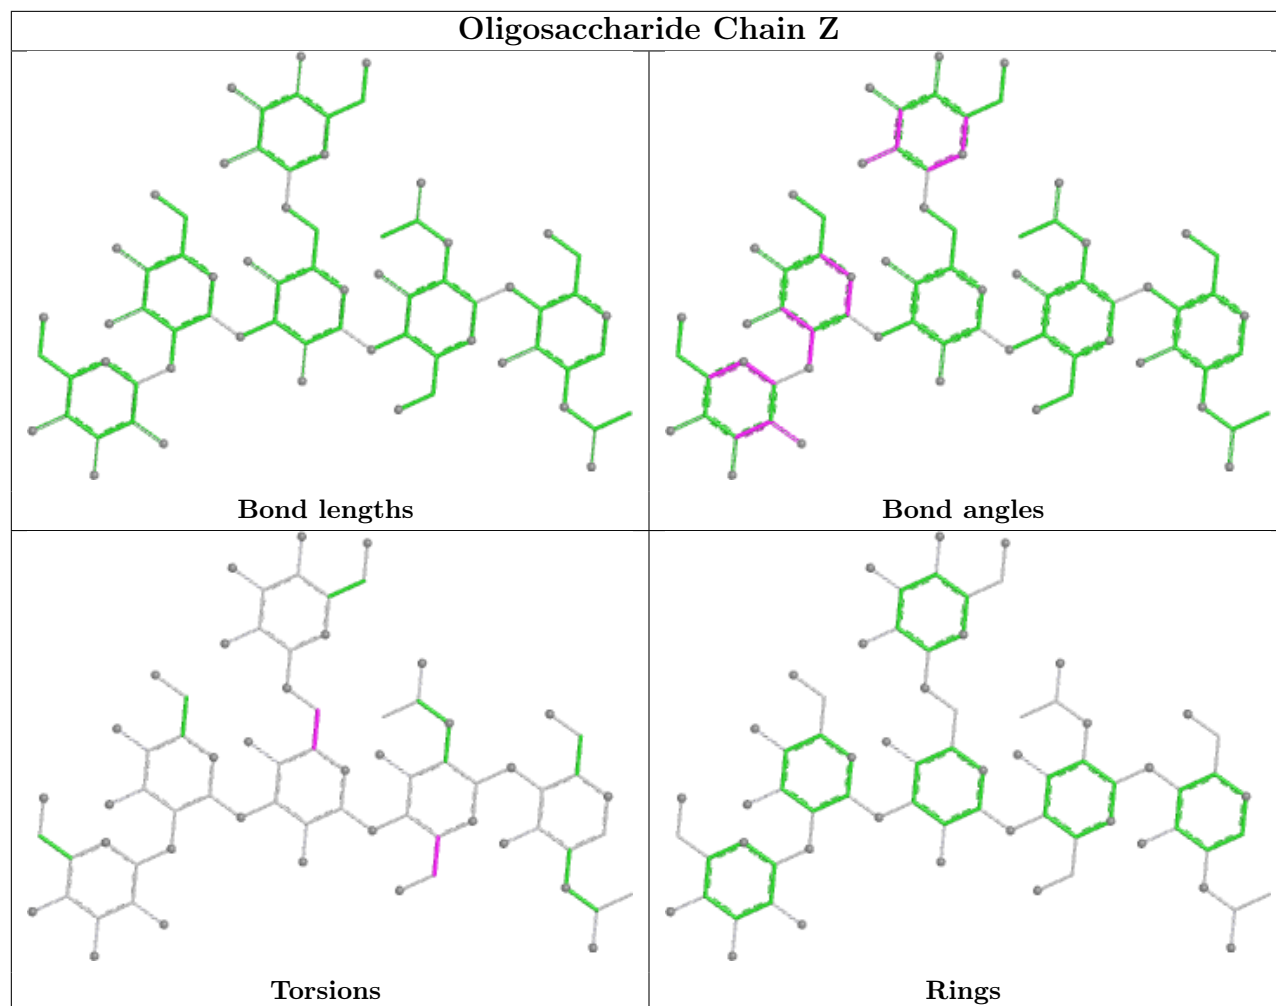 Oligosaccharide Chain Z
Bond lengths
Bond angles
Torsions
Rings